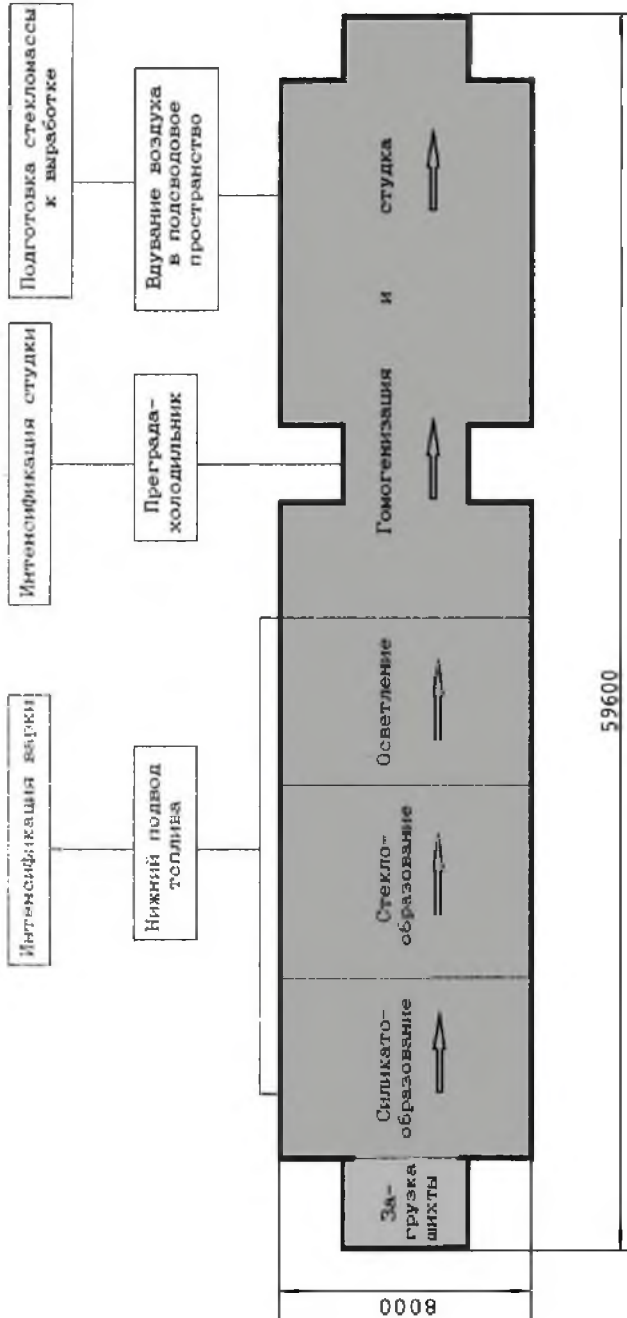 Интенсификация варки
Интенсификация студки
Подготовка стекломассы
к выработке
Нижний подвод
топлива
Преграда-
холодильник
Вдувание воздуха
в подсводовое
пространство
За-
грузка
шихты
Силикато-
образование
Стекло-
образование
Осветление
Гомогенизация и студка
8000
59600